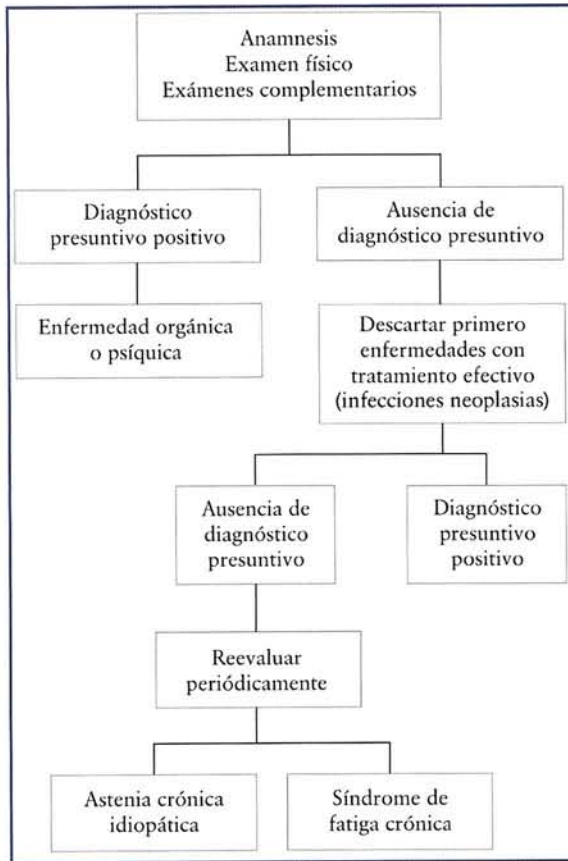 Anamnesis
Examen físico
Exámenes complementarios
Diagnóstico
presuntivo positivo
Ausencia de
diagnóstico presuntivo
Enfermedad orgánica
o psíquica
Descartar primero
enfermedades con
tratamiento efectivo
(infecciones neoplasias)
Ausencia de
diagnóstico
presuntivo
Diagnóstico
presuntivo
positivo
Reevaluar
periódicamente
Astenia crónica
idiopática
Síndrome de
fatiga crónica